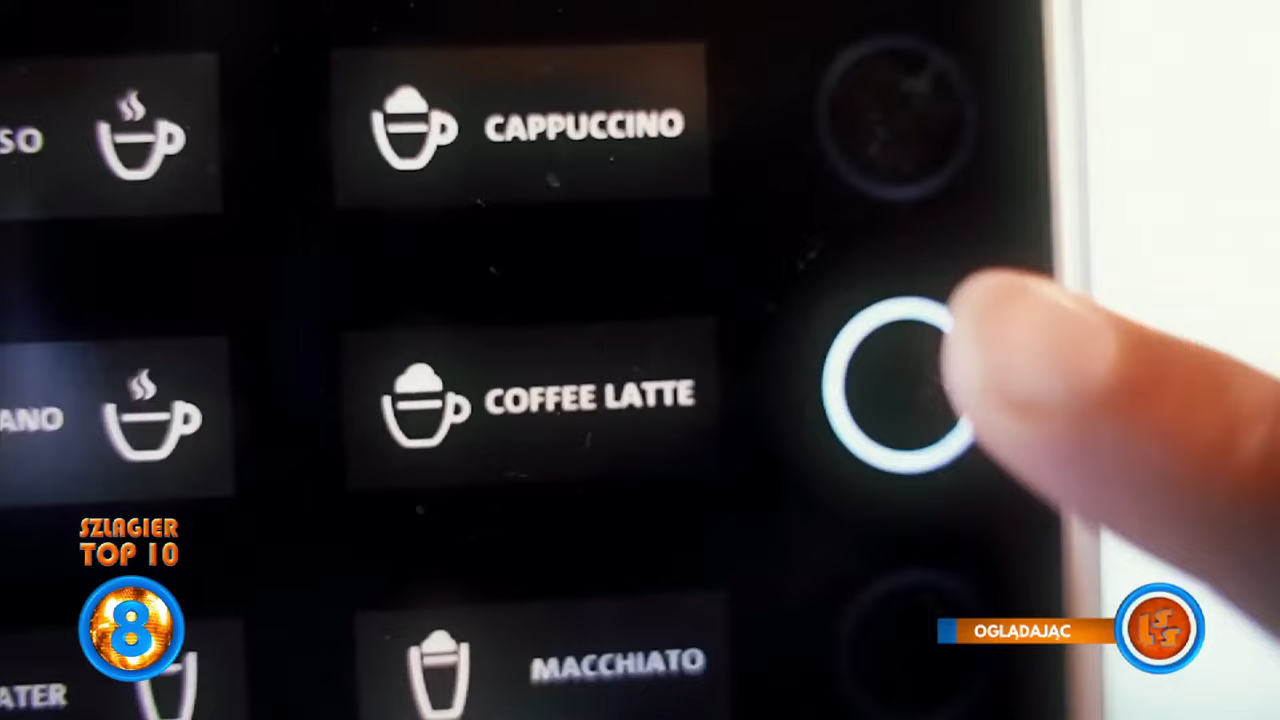 SO
CAPPUCCINO
ANO
COFFEE LATTE
SZLAGIER
TOP 10
8
OGLĄDAJĄC
ATER
MACCHIATO